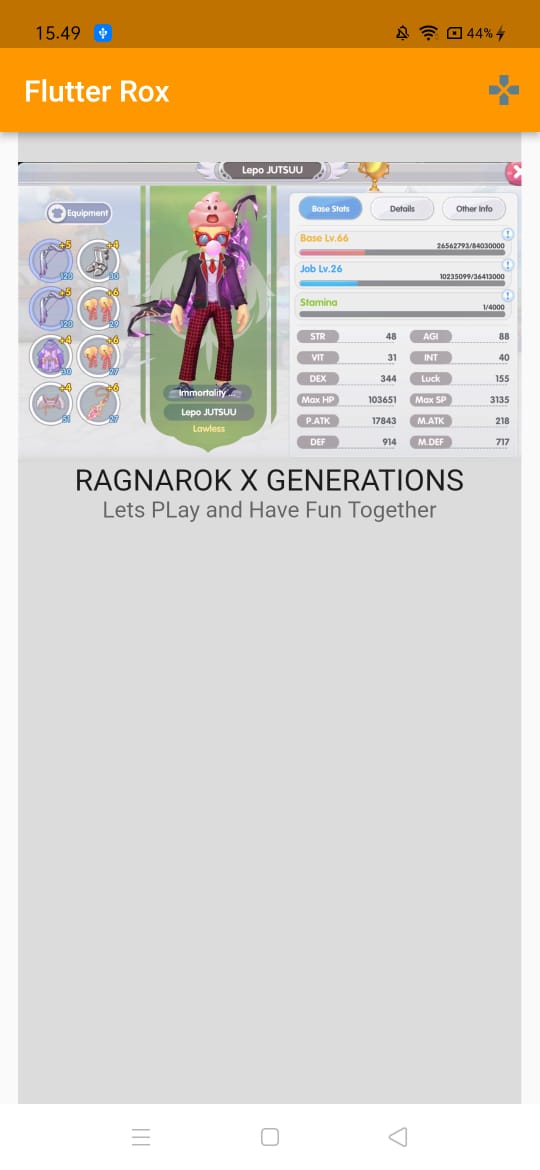 15.49
44%
Flutter Rox
Lepo JUTSUU
Equipment
Base Stats Details Other Info
Base Lv.66
26562793/84030000
Job Lv.26
10235099/36413000
Stamina
1/4000
STR 48 AGI 88
VIT 31 INT 40
DEX 344 Luck 155
Max HP 103651 Max SP 3135
P.ATK 17843 M.ATK 218
DEF 914 M.DEF 717
+5 +4
120 30
+5 +6
120 29
+4 +6
30 27
+4 +6
51 27
Immortality ...
Lepo JUTSUU
Lawless
RAGNAROK X GENERATIONS
Lets PLay and Have Fun Together